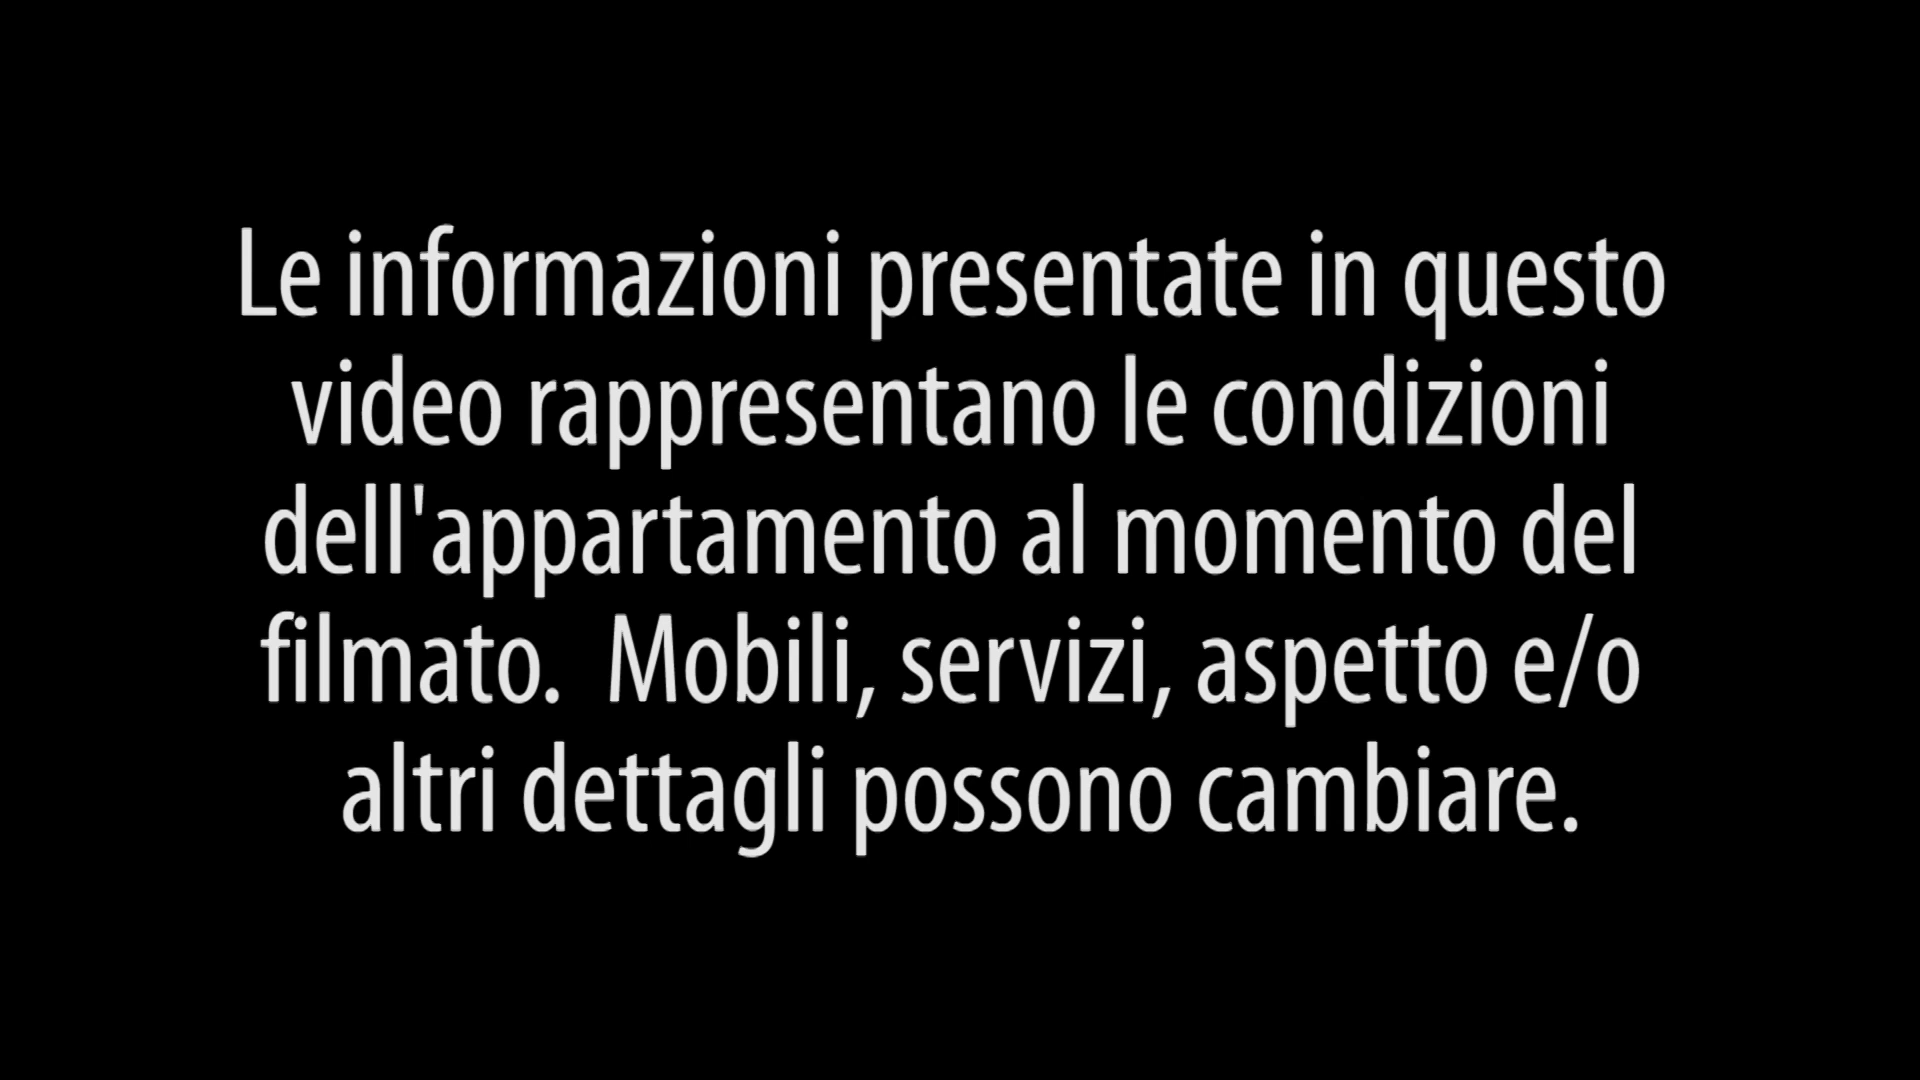 Le informazioni presentate in questo
video rappresentano le condizioni
dell'appartamento al momento del
filmato.  Mobili, servizi, aspetto e/o
altri dettagli possono cambiare.